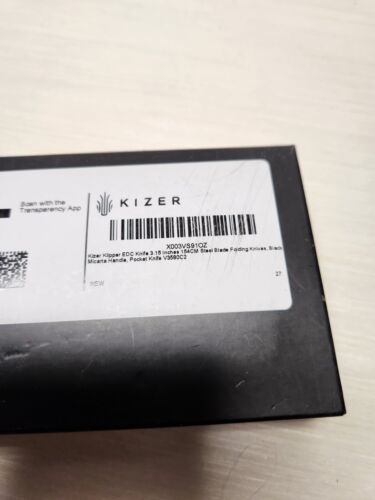 Scan with the
Transparency App
KIZER
X003VS91OZ
Kizer Klipper EDC Knife 3.15 Inches 154CM Steel Blade Folding Knives, Black
Micarta Handle, Pocket Knife V3580C2
NEW
27